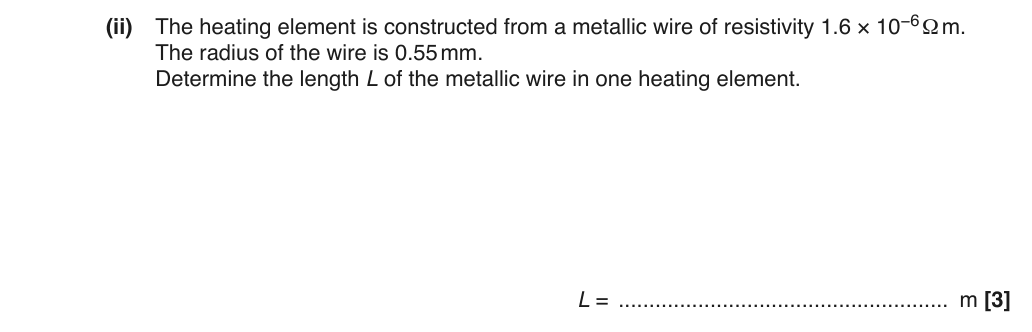 (ii) The heating element is constructed from a metallic wire of resistivity 1.6 × 10⁻⁶ Ω m.
The radius of the wire is 0.55 mm.
Determine the length L of the metallic wire in one heating element.
L = ...................................................... m [3]